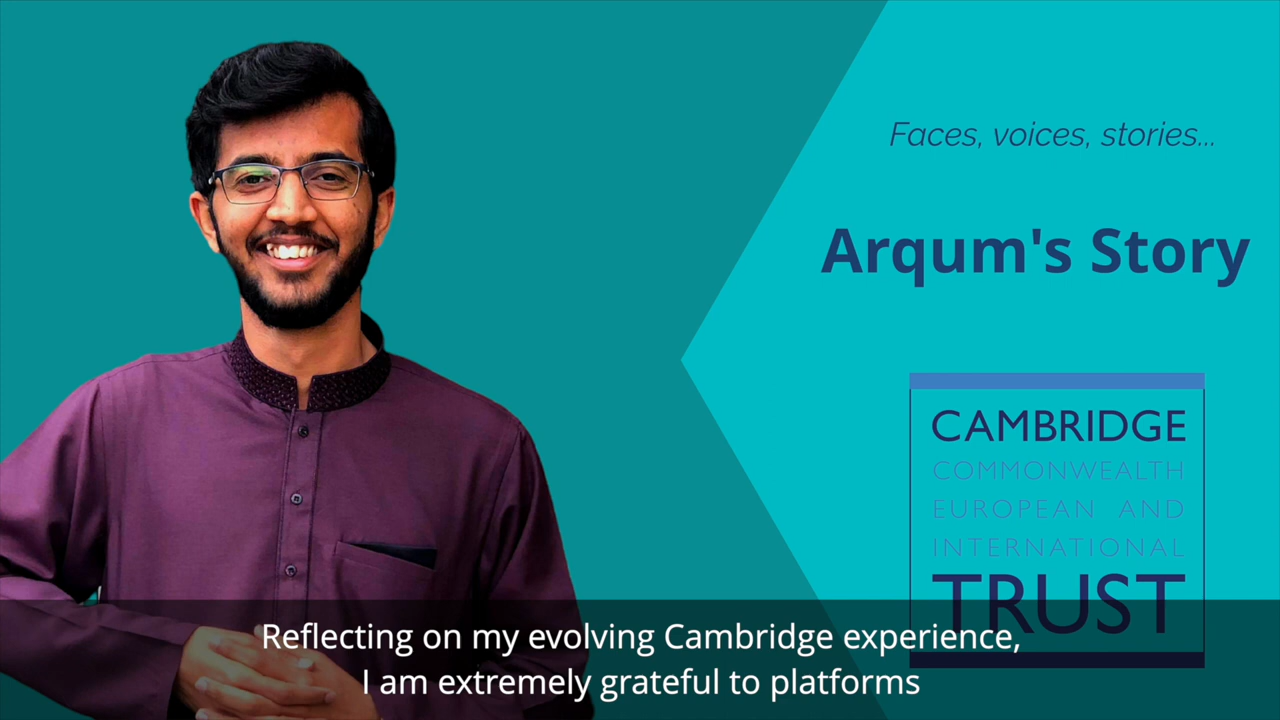 Faces, voices, stories...
Arqum's Story
CAMBRIDGE
COMMONWEALTH
EUROPEAN AND
INTERNATIONAL
TRUST
Reflecting on my evolving Cambridge experience,
I am extremely grateful to platforms